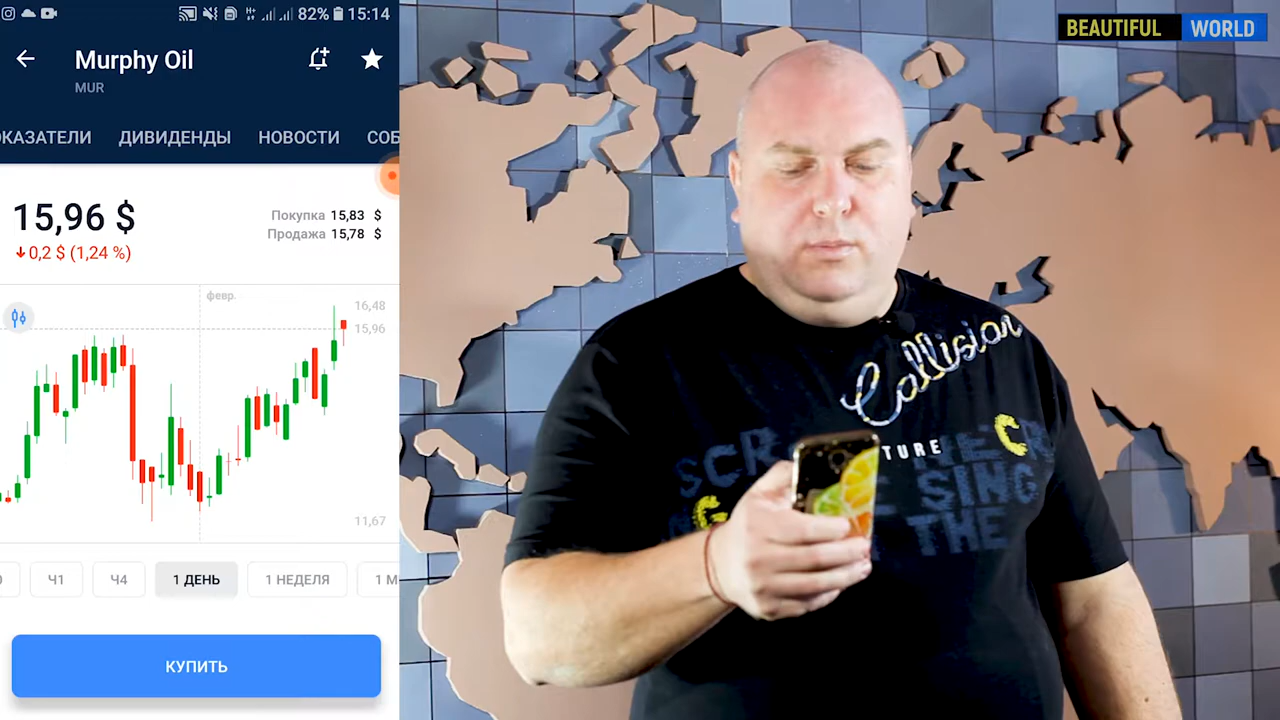 82% 15:14
Murphy Oil
MUR
ОКАЗАТЕЛИ ДИВИДЕНДЫ НОВОСТИ СОБ
15,96 $
0,2 $ (1,24 %)
Покупка 15,83 $
Продажа 15,78 $
февр.
16,48
15,96
11,67
Ч1 Ч4 1 ДЕНЬ 1 НЕДЕЛЯ 1 М
КУПИТЬ
BEAUTIFUL WORLD
Collision
TURE
SING
THE